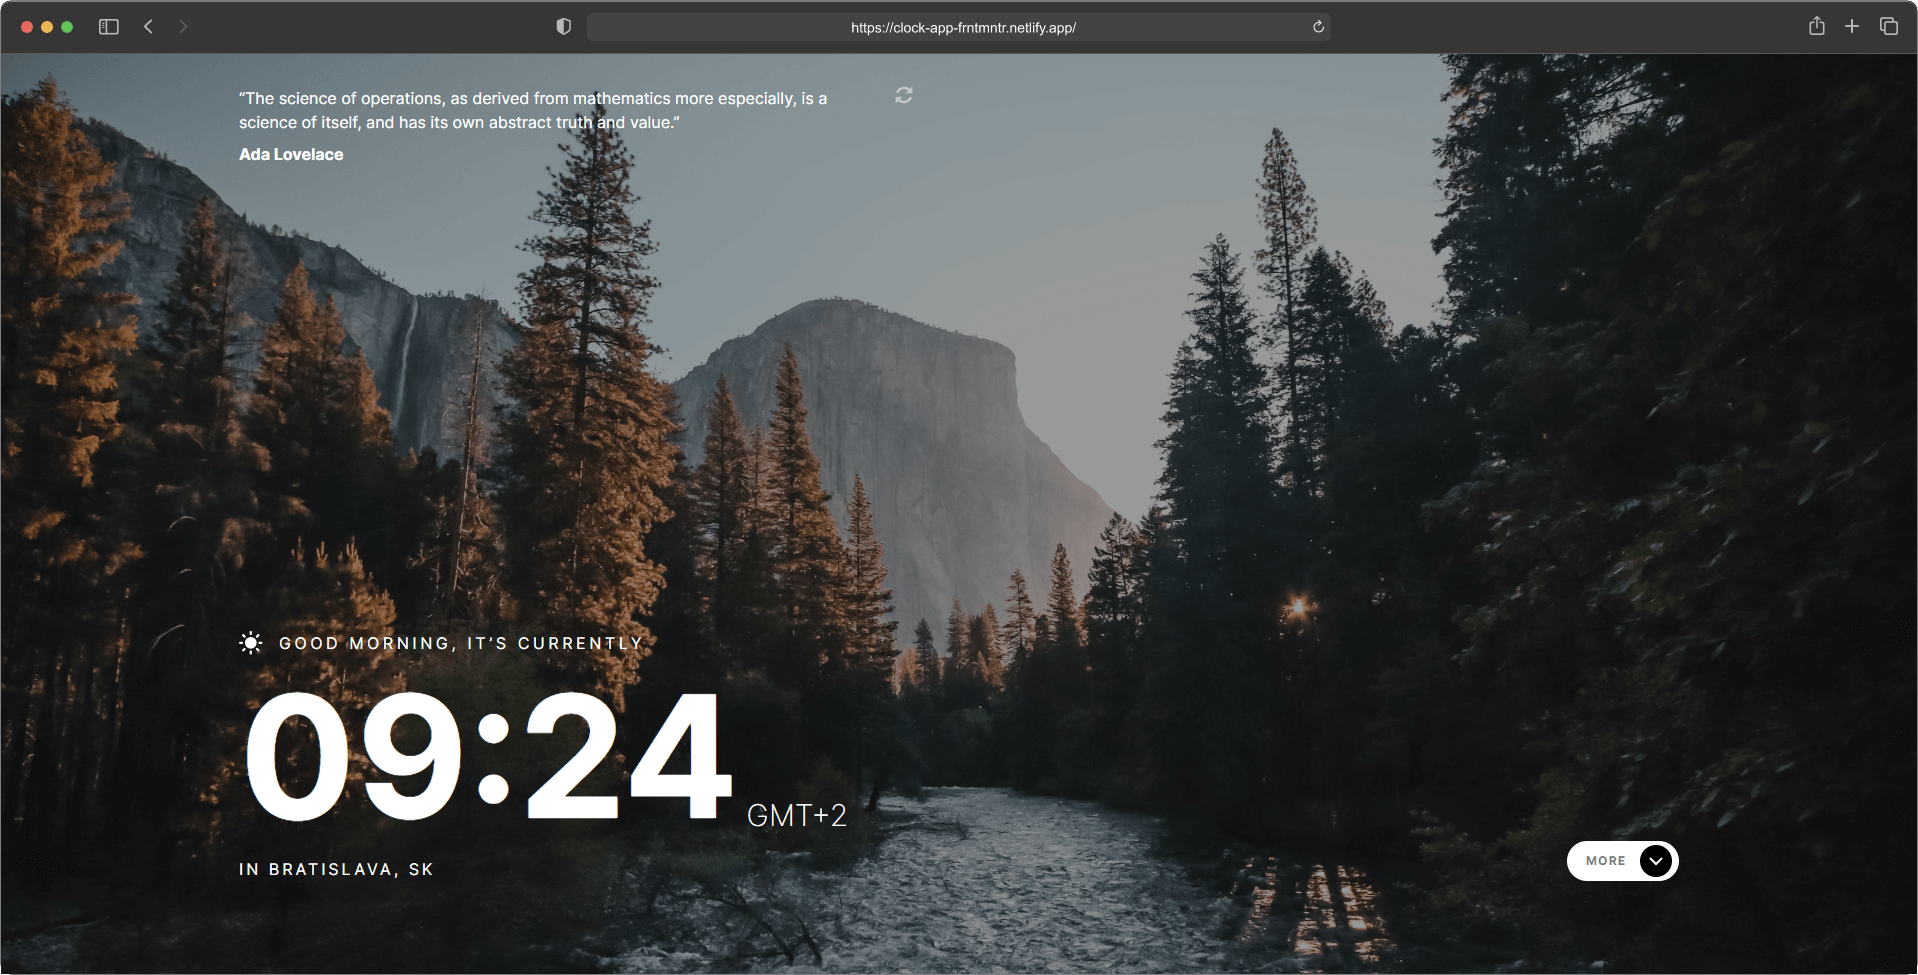 https://clock-app-frntmntr.netlify.app/
“The science of operations, as derived from mathematics more especially, is a
science of itself, and has its own abstract truth and value.“
Ada Lovelace
GOOD MORNING, IT’S CURRENTLY
09:24 GMT+2
IN BRATISLAVA, SK
MORE